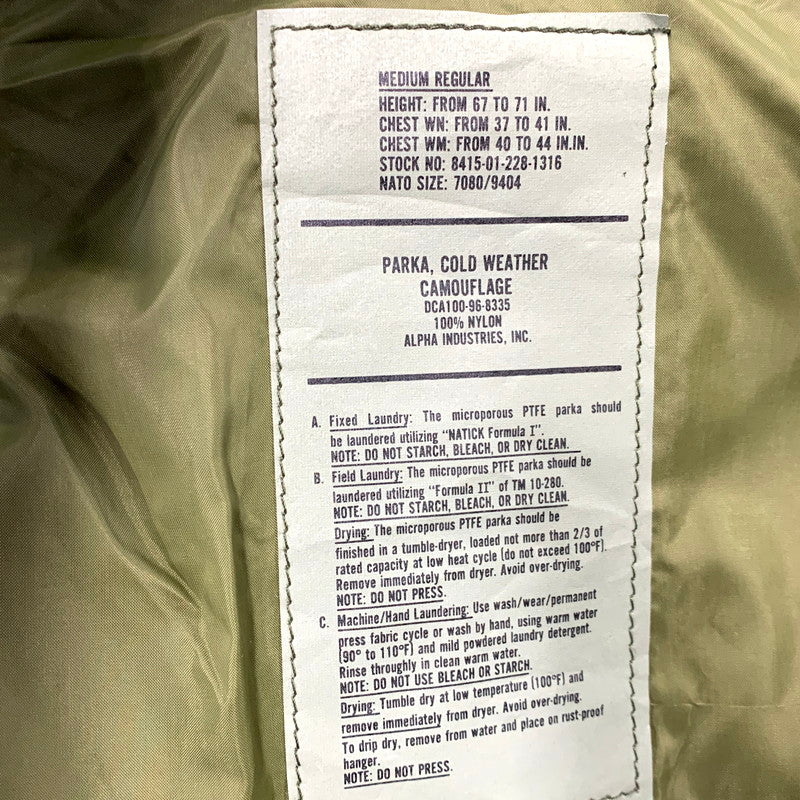 MEDIUM REGULAR
HEIGHT: FROM 67 TO 71 IN.
CHEST WN: FROM 37 TO 41 IN.
CHEST WM: FROM 40 TO 44 IN.IN.
STOCK NO: 8415-01-228-1316
NATO SIZE: 7080/9404
PARKA, COLD WEATHER
CAMOUFLAGE
DCA100-96-8335
100% NYLON
ALPHA INDUSTRIES, INC.
A. Fixed Laundry: The microporous PTFE parka should
be laundered utilizing "NATICK Formula I".
NOTE: DO NOT STARCH, BLEACH, OR DRY CLEAN.
B. Field Laundry: The microporous PTFE parka should be
laundered utilizing "Formula II" of TM 10-280.
NOTE: DO NOT STARCH, BLEACH, OR DRY CLEAN.
Drying: The microporous PTFE parka should be
finished in a tumble-dryer, loaded not more than 2/3 of
rated capacity at low heat cycle (do not exceed 100°F).
Remove immediately from dryer. Avoid over-drying.
NOTE: DO NOT PRESS.
C. Machine/Hand Laundering: Use wash/wear/permanent
press fabric cycle or wash by hand, using warm water
(90° to 110°F) and mild powdered laundry detergent.
Rinse throughly in clean warm water.
NOTE: DO NOT USE BLEACH OR STARCH.
Drying: Tumble dry at low temperature (100°F) and
remove immediately from dryer. Avoid over-drying.
To drip dry, remove from water and place on rust-proof
hanger.
NOTE: DO NOT PRESS.